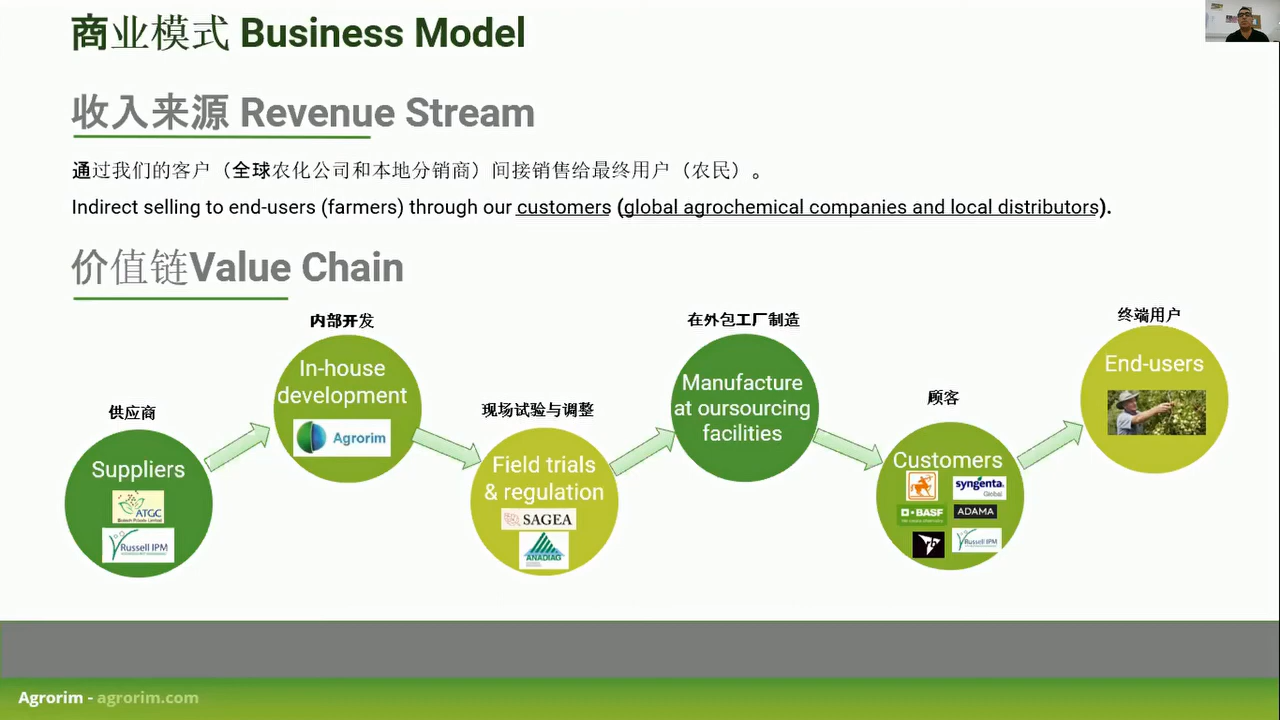 商业模式 Business Model
收入来源 Revenue Stream
通过我们的客户（全球农化公司和本地分销商）间接销售给最终用户（农民）。
Indirect selling to end-users (farmers) through our customers (global agrochemical companies and local distributors).
价值链Value Chain
供应商
Suppliers
ATGC
Biotech Private Limited
Russell IPM
内部开发
In-house
development
Agrorim
现场试验与调整
Field trials
& regulation
SAGEA
ANADIAG
在外包工厂制造
Manufacture
at oursourcing
facilities
顾客
Customers
syngenta
Global
BASF
We create chemistry
ADAMA
Russell IPM
终端用户
End-users
Agrorim - agrorim.com